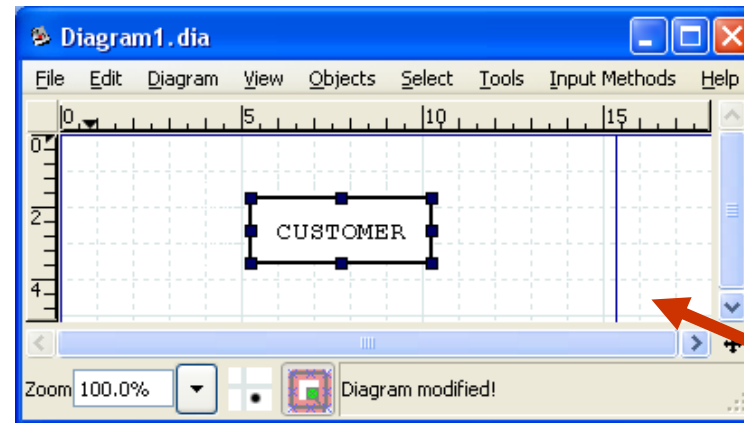 Diagram1.dia
File Edit Diagram View Objects Select Tools Input Methods Help
0 5 10 15
0
2
CUSTOMER
4
Zoom 100.0% Diagram modified!